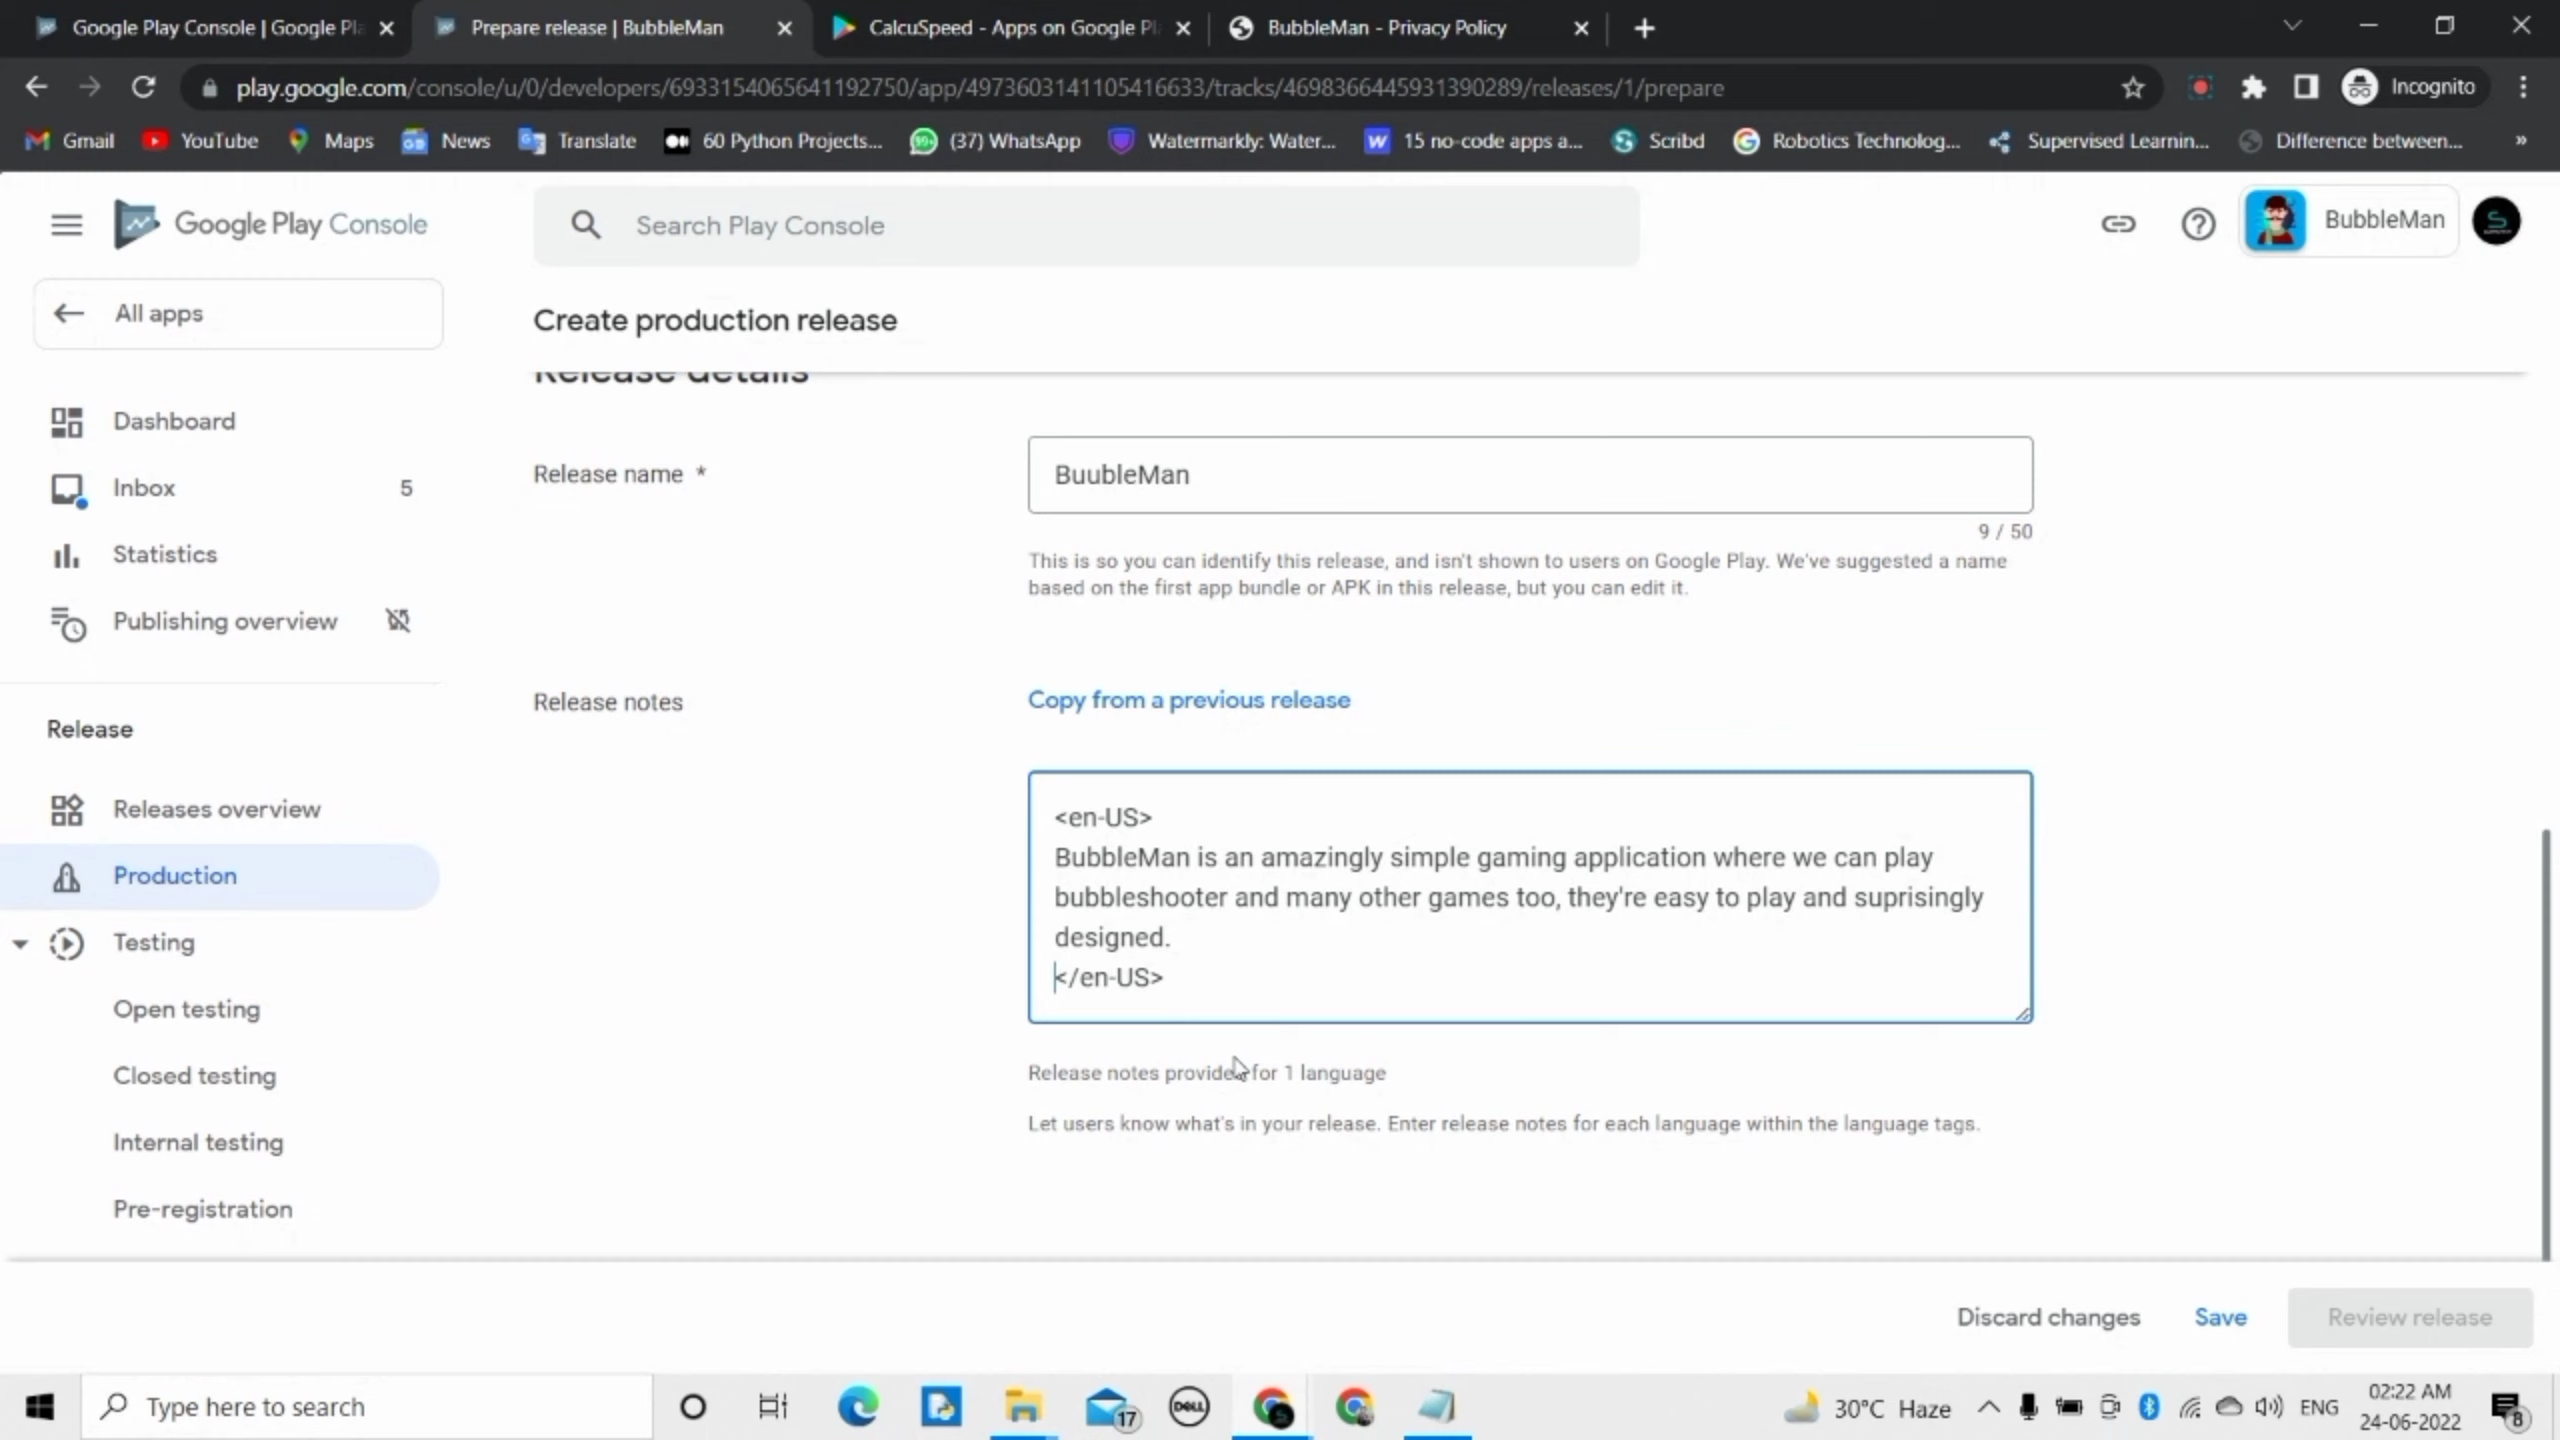 Google Play Console | Google Pla
Prepare release | BubbleMan
CalcuSpeed - Apps on Google Pl
BubbleMan - Privacy Policy
play.google.com/console/u/0/developers/6933154065641192750/app/4973603141105416633/tracks/4698366445931390289/releases/1/prepare
Incognito
Gmail
YouTube
Maps
News
Translate
60 Python Projects...
99+
(37) WhatsApp
Watermarkly: Water...
15 no-code apps a...
Scribd
Robotics Technolog...
Supervised Learnin...
Difference between...
Google Play Console
Search Play Console
BubbleMan
All apps
Create production release
Release details
Dashboard
Inbox 5
Statistics
Publishing overview
Release
Releases overview
Production
Testing
Open testing
Closed testing
Internal testing
Pre-registration
Release name *
BuubleMan
9 / 50
This is so you can identify this release, and isn't shown to users on Google Play. We've suggested a name
based on the first app bundle or APK in this release, but you can edit it.
Release notes
Copy from a previous release
<en-US>
BubbleMan is an amazingly simple gaming application where we can play
bubbleshooter and many other games too, they're easy to play and suprisingly
designed.
</en-US>
Release notes provided for 1 language
Let users know what's in your release. Enter release notes for each language within the language tags.
Discard changes
Save
Review release
Type here to search
17
DELL
30°C Haze
ENG
02:22 AM
24-06-2022
8